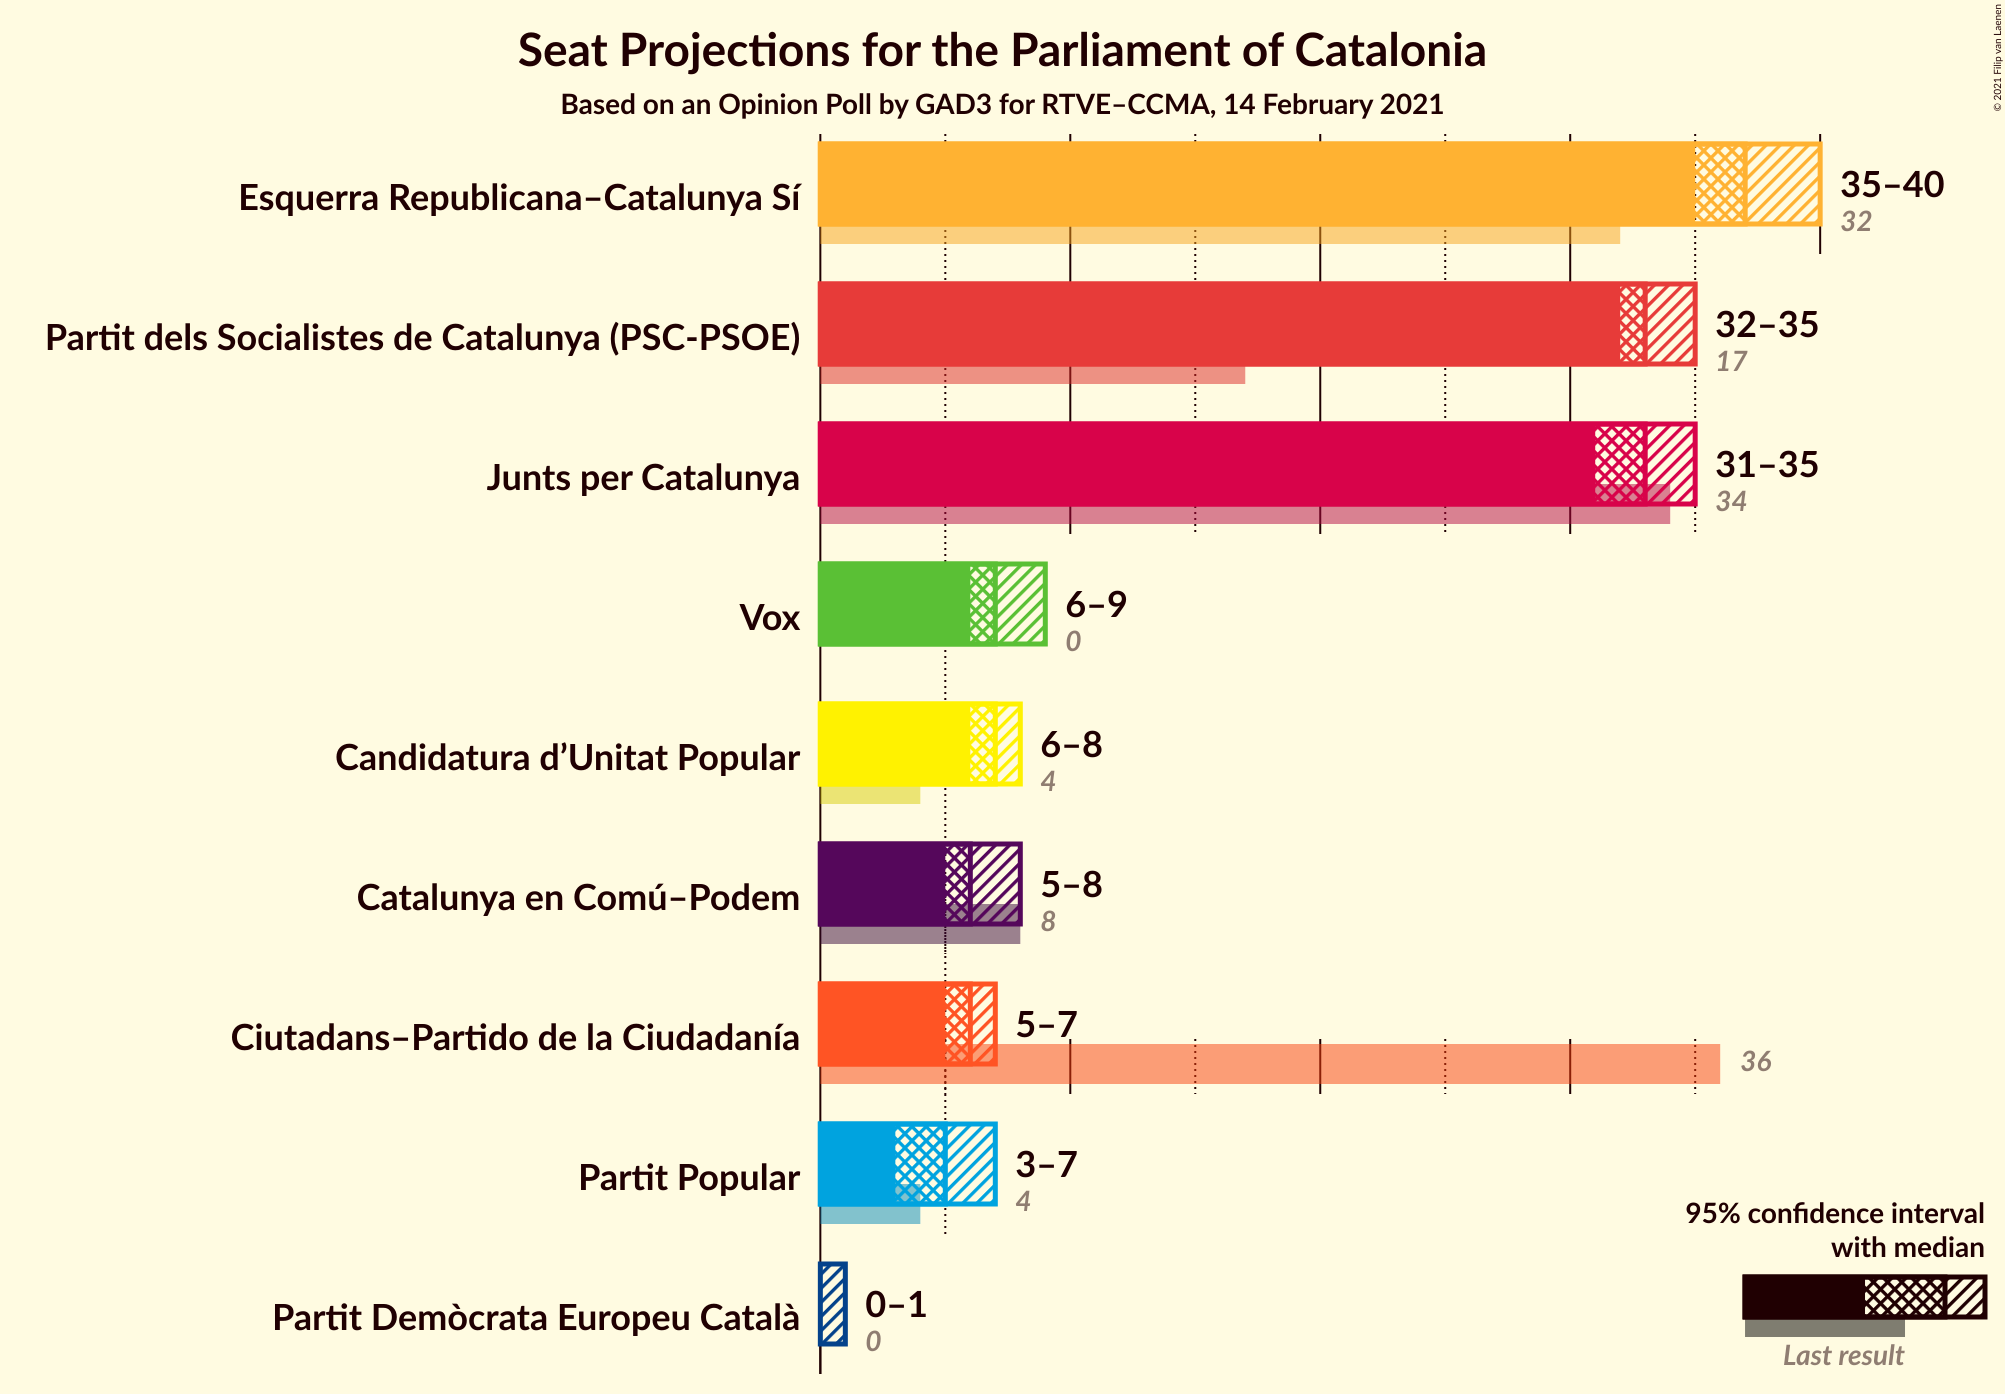 Seat Projections for the Parliament of Catalonia
Based on an Opinion Poll by GAD3 for RTVE–CCMA, 14 February 2021
© 2021 Filip van Laenen
Esquerra Republicana–Catalunya Sí
35–40
32
Partit dels Socialistes de Catalunya (PSC-PSOE)
32–35
17
Junts per Catalunya
31–35
34
Vox
6–9
0
Candidatura d’Unitat Popular
6–8
4
Catalunya en Comú–Podem
5–8
8
Ciutadans–Partido de la Ciudadanía
5–7
36
Partit Popular
3–7
4
Partit Demòcrata Europeu Català
0–1
0
95% confidence interval
with median
Last result